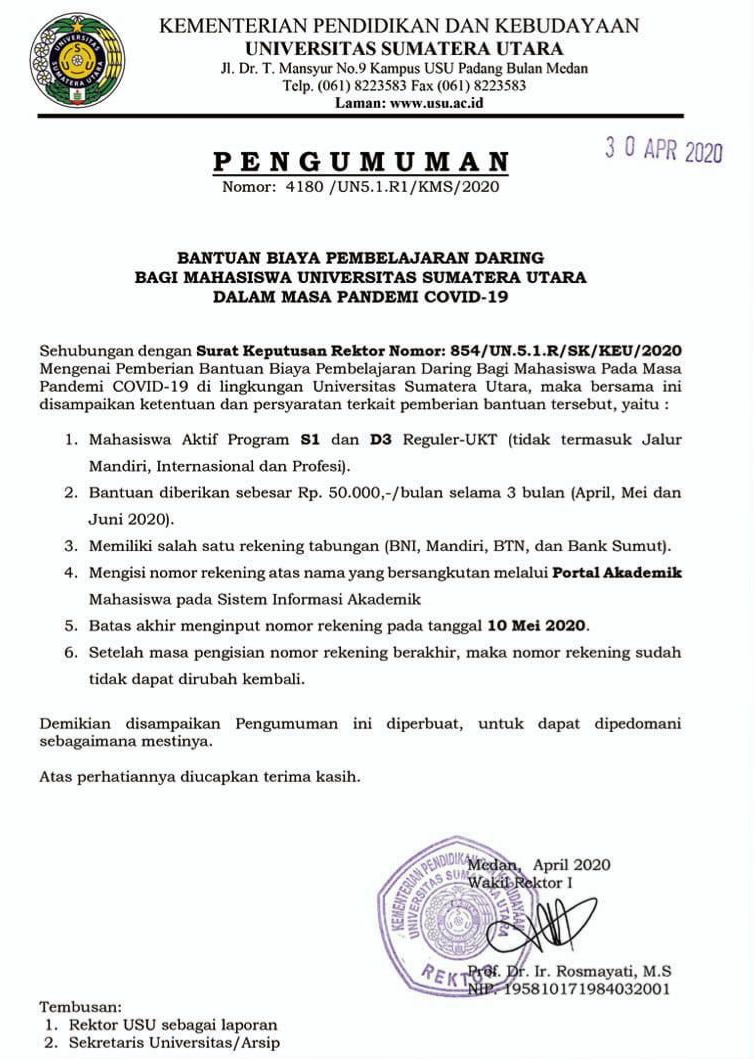 KEMENTERIAN PENDIDIKAN DAN KEBUDAYAAN
UNIVERSITAS SUMATERA UTARA
Jl. Dr. T. Mansyur No.9 Kampus USU Padang Bulan Medan
Telp. (061) 8223583 Fax (061) 8223583
Laman: www.usu.ac.id
UNIVERSITAS
SUMATERA UTARA
U S U
30 APR 2020
PENGUMUMAN
Nomor: 4180 /UN5.1.R1/KMS/2020
BANTUAN BIAYA PEMBELAJARAN DARING
BAGI MAHASISWA UNIVERSITAS SUMATERA UTARA
DALAM MASA PANDEMI COVID-19
Sehubungan dengan Surat Keputusan Rektor Nomor: 854/UN.5.1.R/SK/KEU/2020
Mengenai Pemberian Bantuan Biaya Pembelajaran Daring Bagi Mahasiswa Pada Masa
Pandemi COVID-19 di lingkungan Universitas Sumatera Utara, maka bersama ini
disampaikan ketentuan dan persyaratan terkait pemberian bantuan tersebut, yaitu :
1. Mahasiswa Aktif Program S1 dan D3 Reguler-UKT (tidak termasuk Jalur
Mandiri, Internasional dan Profesi).
2. Bantuan diberikan sebesar Rp. 50.000,-/bulan selama 3 bulan (April, Mei dan
Juni 2020).
3. Memiliki salah satu rekening tabungan (BNI, Mandiri, BTN, dan Bank Sumut).
4. Mengisi nomor rekening atas nama yang bersangkutan melalui Portal Akademik
Mahasiswa pada Sistem Informasi Akademik
5. Batas akhir menginput nomor rekening pada tanggal 10 Mei 2020.
6. Setelah masa pengisian nomor rekening berakhir, maka nomor rekening sudah
tidak dapat dirubah kembali.
Demikian disampaikan Pengumuman ini diperbuat, untuk dapat dipedomani
sebagaimana mestinya.
Atas perhatiannya diucapkan terima kasih.
Medan, April 2020
Wakil Rektor I
KEMENTERIAN PENDIDIKAN DAN KEBUDAYAAN
UNIVERSITAS SUMATERA UTARA
REKTOR
Prof. Dr. Ir. Rosmayati, M.S
NIP. 195810171984032001
Tembusan:
1. Rektor USU sebagai laporan
2. Sekretaris Universitas/Arsip